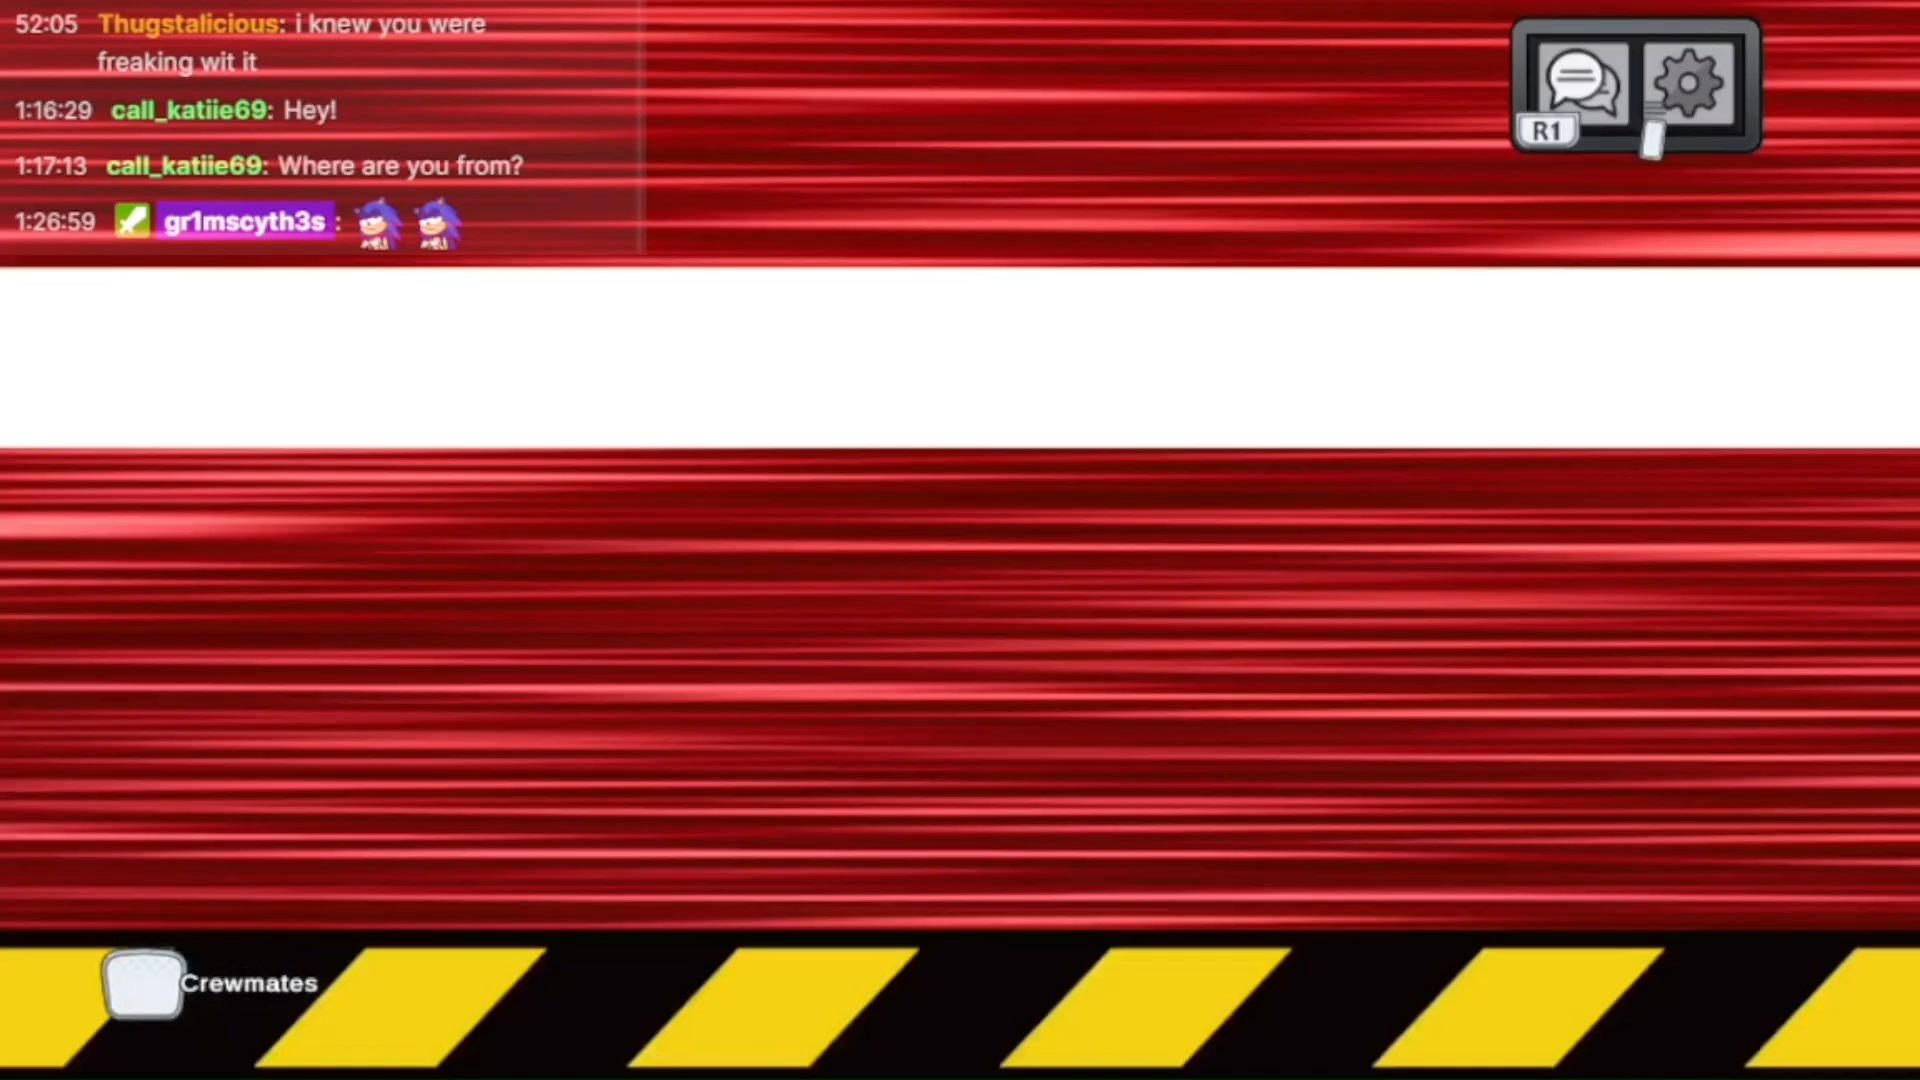 52:05 Thugstalicious: i knew you were
freaking wit it
1:16:29 call_katiie69: Hey!
1:17:13 call_katiie69: Where are you from?
1:26:59 gr1mscyth3s:
R1
Crewmates